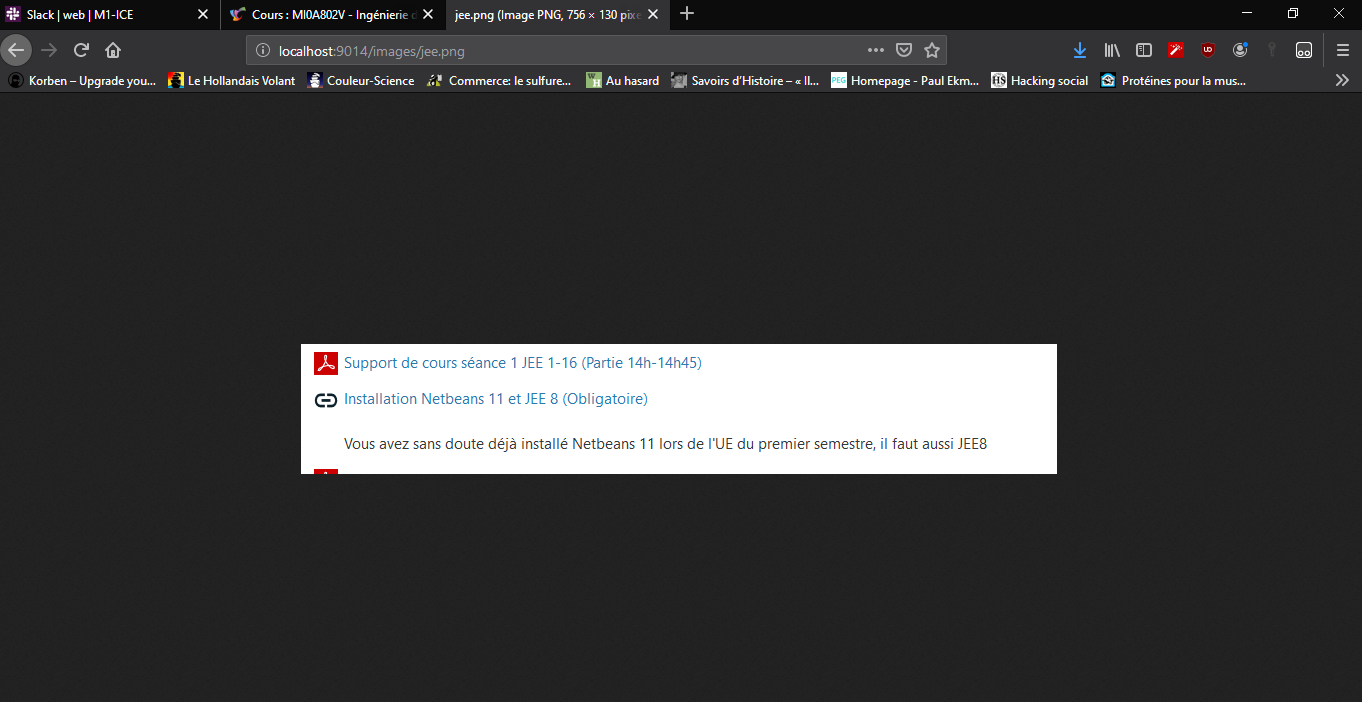 Slack | web | M1-ICE
Cours : MI0A802V - Ingénierie d
jee.png (Image PNG, 756 × 130 pixe
localhost:9014/images/jee.png
Korben – Upgrade you...
Le Hollandais Volant
Couleur-Science
Commerce: le sulfure...
WH
Au hasard
Savoirs d'Histoire – « Il...
PEG
Homepage - Paul Ekm...
HS
Hacking social
Protéines pour la mus...
Support de cours séance 1 JEE 1-16 (Partie 14h-14h45)
Installation Netbeans 11 et JEE 8 (Obligatoire)
Vous avez sans doute déjà installé Netbeans 11 lors de l'UE du premier semestre, il faut aussi JEE8